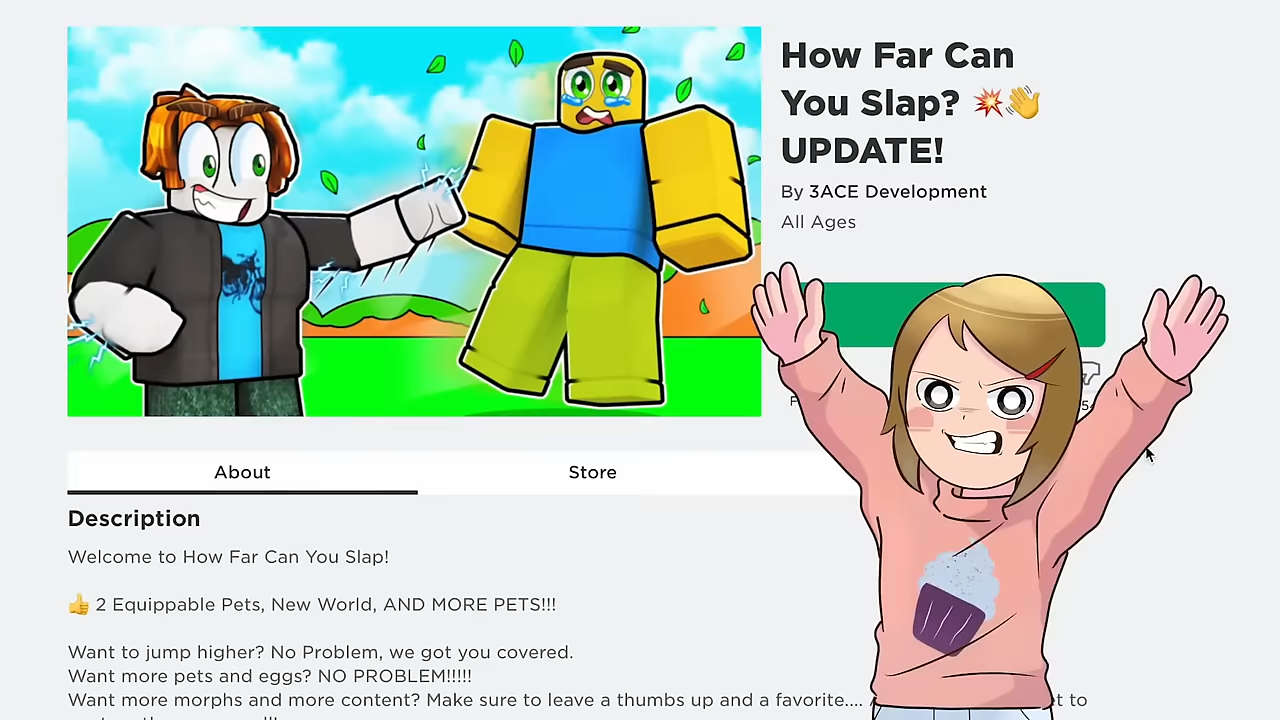 How Far Can
You Slap? 💥👋
UPDATE!
By 3ACE Development
All Ages
About
Store
Description
Welcome to How Far Can You Slap!
👍 2 Equippable Pets, New World, AND MORE PETS!!!
Want to jump higher? No Problem, we got you covered.
Want more pets and eggs? NO PROBLEM!!!!!
Want more morphs and more content? Make sure to leave a thumbs up and a favorite.... to